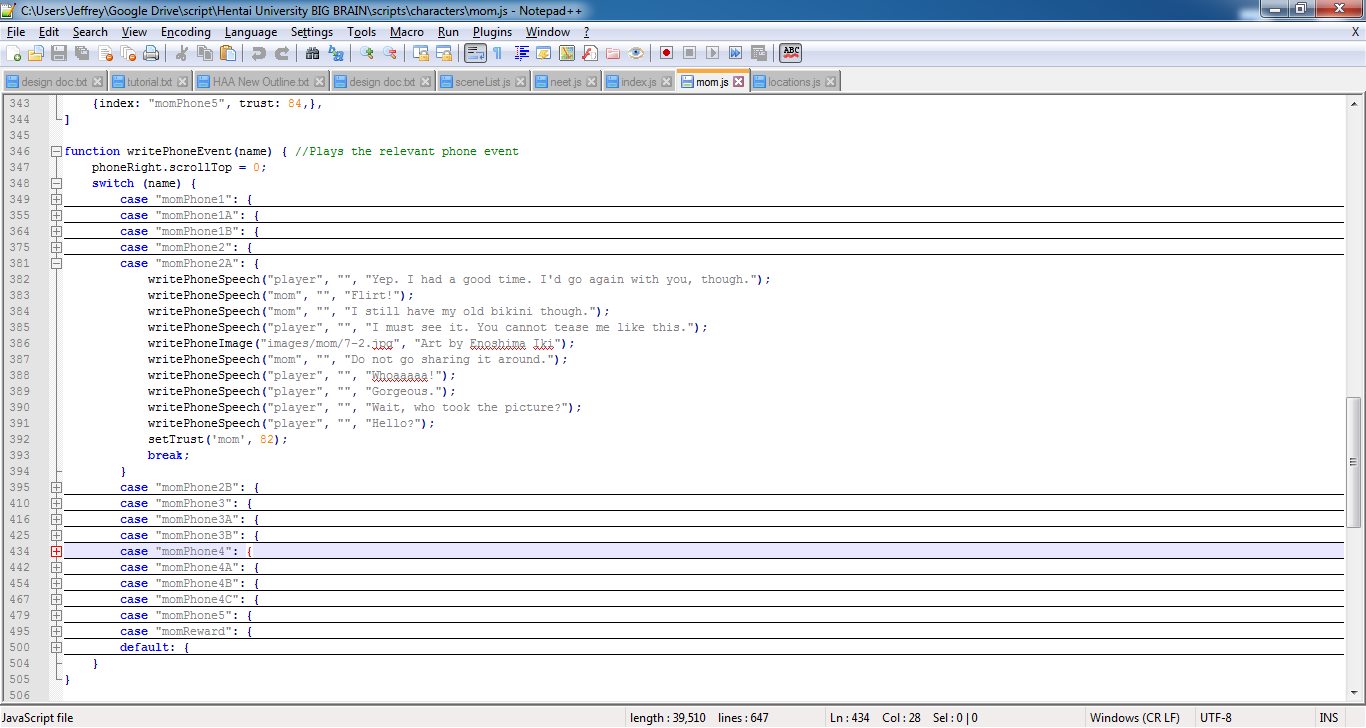 C:\Users\Jeffrey\Google Drive\script\Hentai University BIG BRAIN\scripts\characters\mom.js - Notepad++
File Edit Search View Encoding Language Settings Tools Macro Run Plugins Window ? X
design doc.txt tutorial.txt HAA New Outline.txt design doc.txt sceneList.js neet.js index.js mom.js locations.js
343 {index: "momPhone5", trust: 84,},
344 ]
345
346 function writePhoneEvent(name) { //Plays the relevant phone event
347 phoneRight.scrollTop = 0;
348 switch (name) {
349 case "momPhone1": {
355 case "momPhone1A": {
364 case "momPhone1B": {
375 case "momPhone2": {
381 case "momPhone2A": {
382 writePhoneSpeech("player", "", "Yep. I had a good time. I'd go again with you, though.");
383 writePhoneSpeech("mom", "", "Flirt!");
384 writePhoneSpeech("mom", "", "I still have my old bikini though.");
385 writePhoneSpeech("player", "", "I must see it. You cannot tease me like this.");
386 writePhoneImage("images/mom/7-2.jpg", "Art by Enoshima Iki");
387 writePhoneSpeech("mom", "", "Do not go sharing it around.");
388 writePhoneSpeech("player", "", "Whoaaaaa!");
389 writePhoneSpeech("player", "", "Gorgeous.");
390 writePhoneSpeech("player", "", "Wait, who took the picture?");
391 writePhoneSpeech("player", "", "Hello?");
392 setTrust('mom', 82);
393 break;
394 }
395 case "momPhone2B": {
410 case "momPhone3": {
416 case "momPhone3A": {
425 case "momPhone3B": {
434 case "momPhone4": {
442 case "momPhone4A": {
454 case "momPhone4B": {
467 case "momPhone4C": {
479 case "momPhone5": {
495 case "momReward": {
500 default: {
504 }
505 }
506
JavaScript file length : 39,510 lines : 647 Ln : 434 Col : 28 Sel : 0 | 0 Windows (CR LF) UTF-8 INS